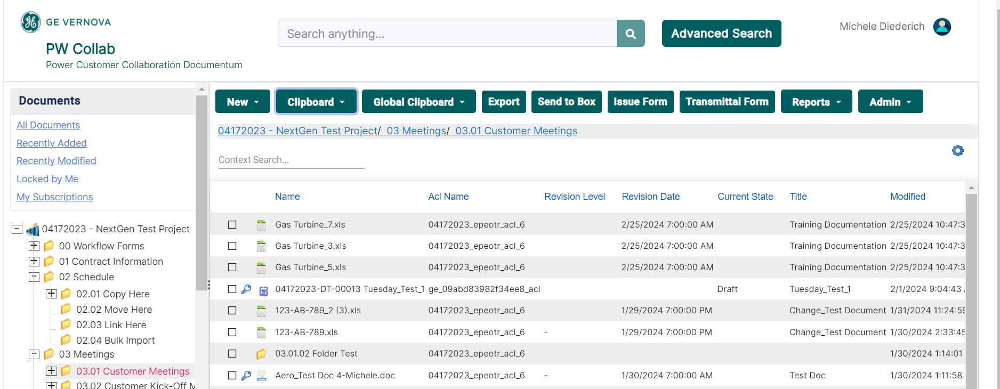 GE VERNOVA
PW Collab
Power Customer Collaboration Documentum
Search anything...
Advanced Search
Michele Diederich
Documents
All Documents
Recently Added
Recently Modified
Locked by Me
My Subscriptions
04172023 - NextGen Test Project
00 Workflow Forms
01 Contract Information
02 Schedule
02.01 Copy Here
02.02 Move Here
02.03 Link Here
02.04 Bulk Import
03 Meetings
03.01 Customer Meetings
03.02 Customer Kick-Off M
New Clipboard Global Clipboard Export Send to Box Issue Form Transmittal Form Reports Admin
04172023 - NextGen Test Project/ 03 Meetings/ 03.01 Customer Meetings
Context Search...
Name Acl Name Revision Level Revision Date Current State Title Modified
Gas Turbine_7.xls 04172023_epeotr_acl_6 2/25/2024 7:00:00 AM Training Documentation 2/25/2024 10:47:3
Gas Turbine_3.xls 04172023_epeotr_acl_6 2/25/2024 7:00:00 AM Training Documentation 2/25/2024 10:47:3
Gas Turbine_5.xls 04172023_epeotr_acl_6 2/25/2024 7:00:00 AM Training Documentation 2/25/2024 10:47:3
04172023-DT-00013 Tuesday_Test_1 ge_09abd83982f34ee8_acl Draft Tuesday_Test_1 2/1/2024 9:04:43
123-AB-789_2 (3).xls 04172023_epeotr_acl_6 1/29/2024 7:00:00 PM Change_Test Document 1/31/2024 11:24:59
123-AB-789.xls 04172023_epeotr_acl_6 - 1/29/2024 7:00:00 PM Change_Test Document 1/30/2024 2:33:45
03.01.02 Folder Test 04172023_epeotr_acl_6 1/30/2024 1:14:01
Aero_Test Doc 4-Michele.doc 04172023_epeotr_acl_6 - 1/30/2024 7:00:00 AM Test Doc 1/30/2024 1:11:58